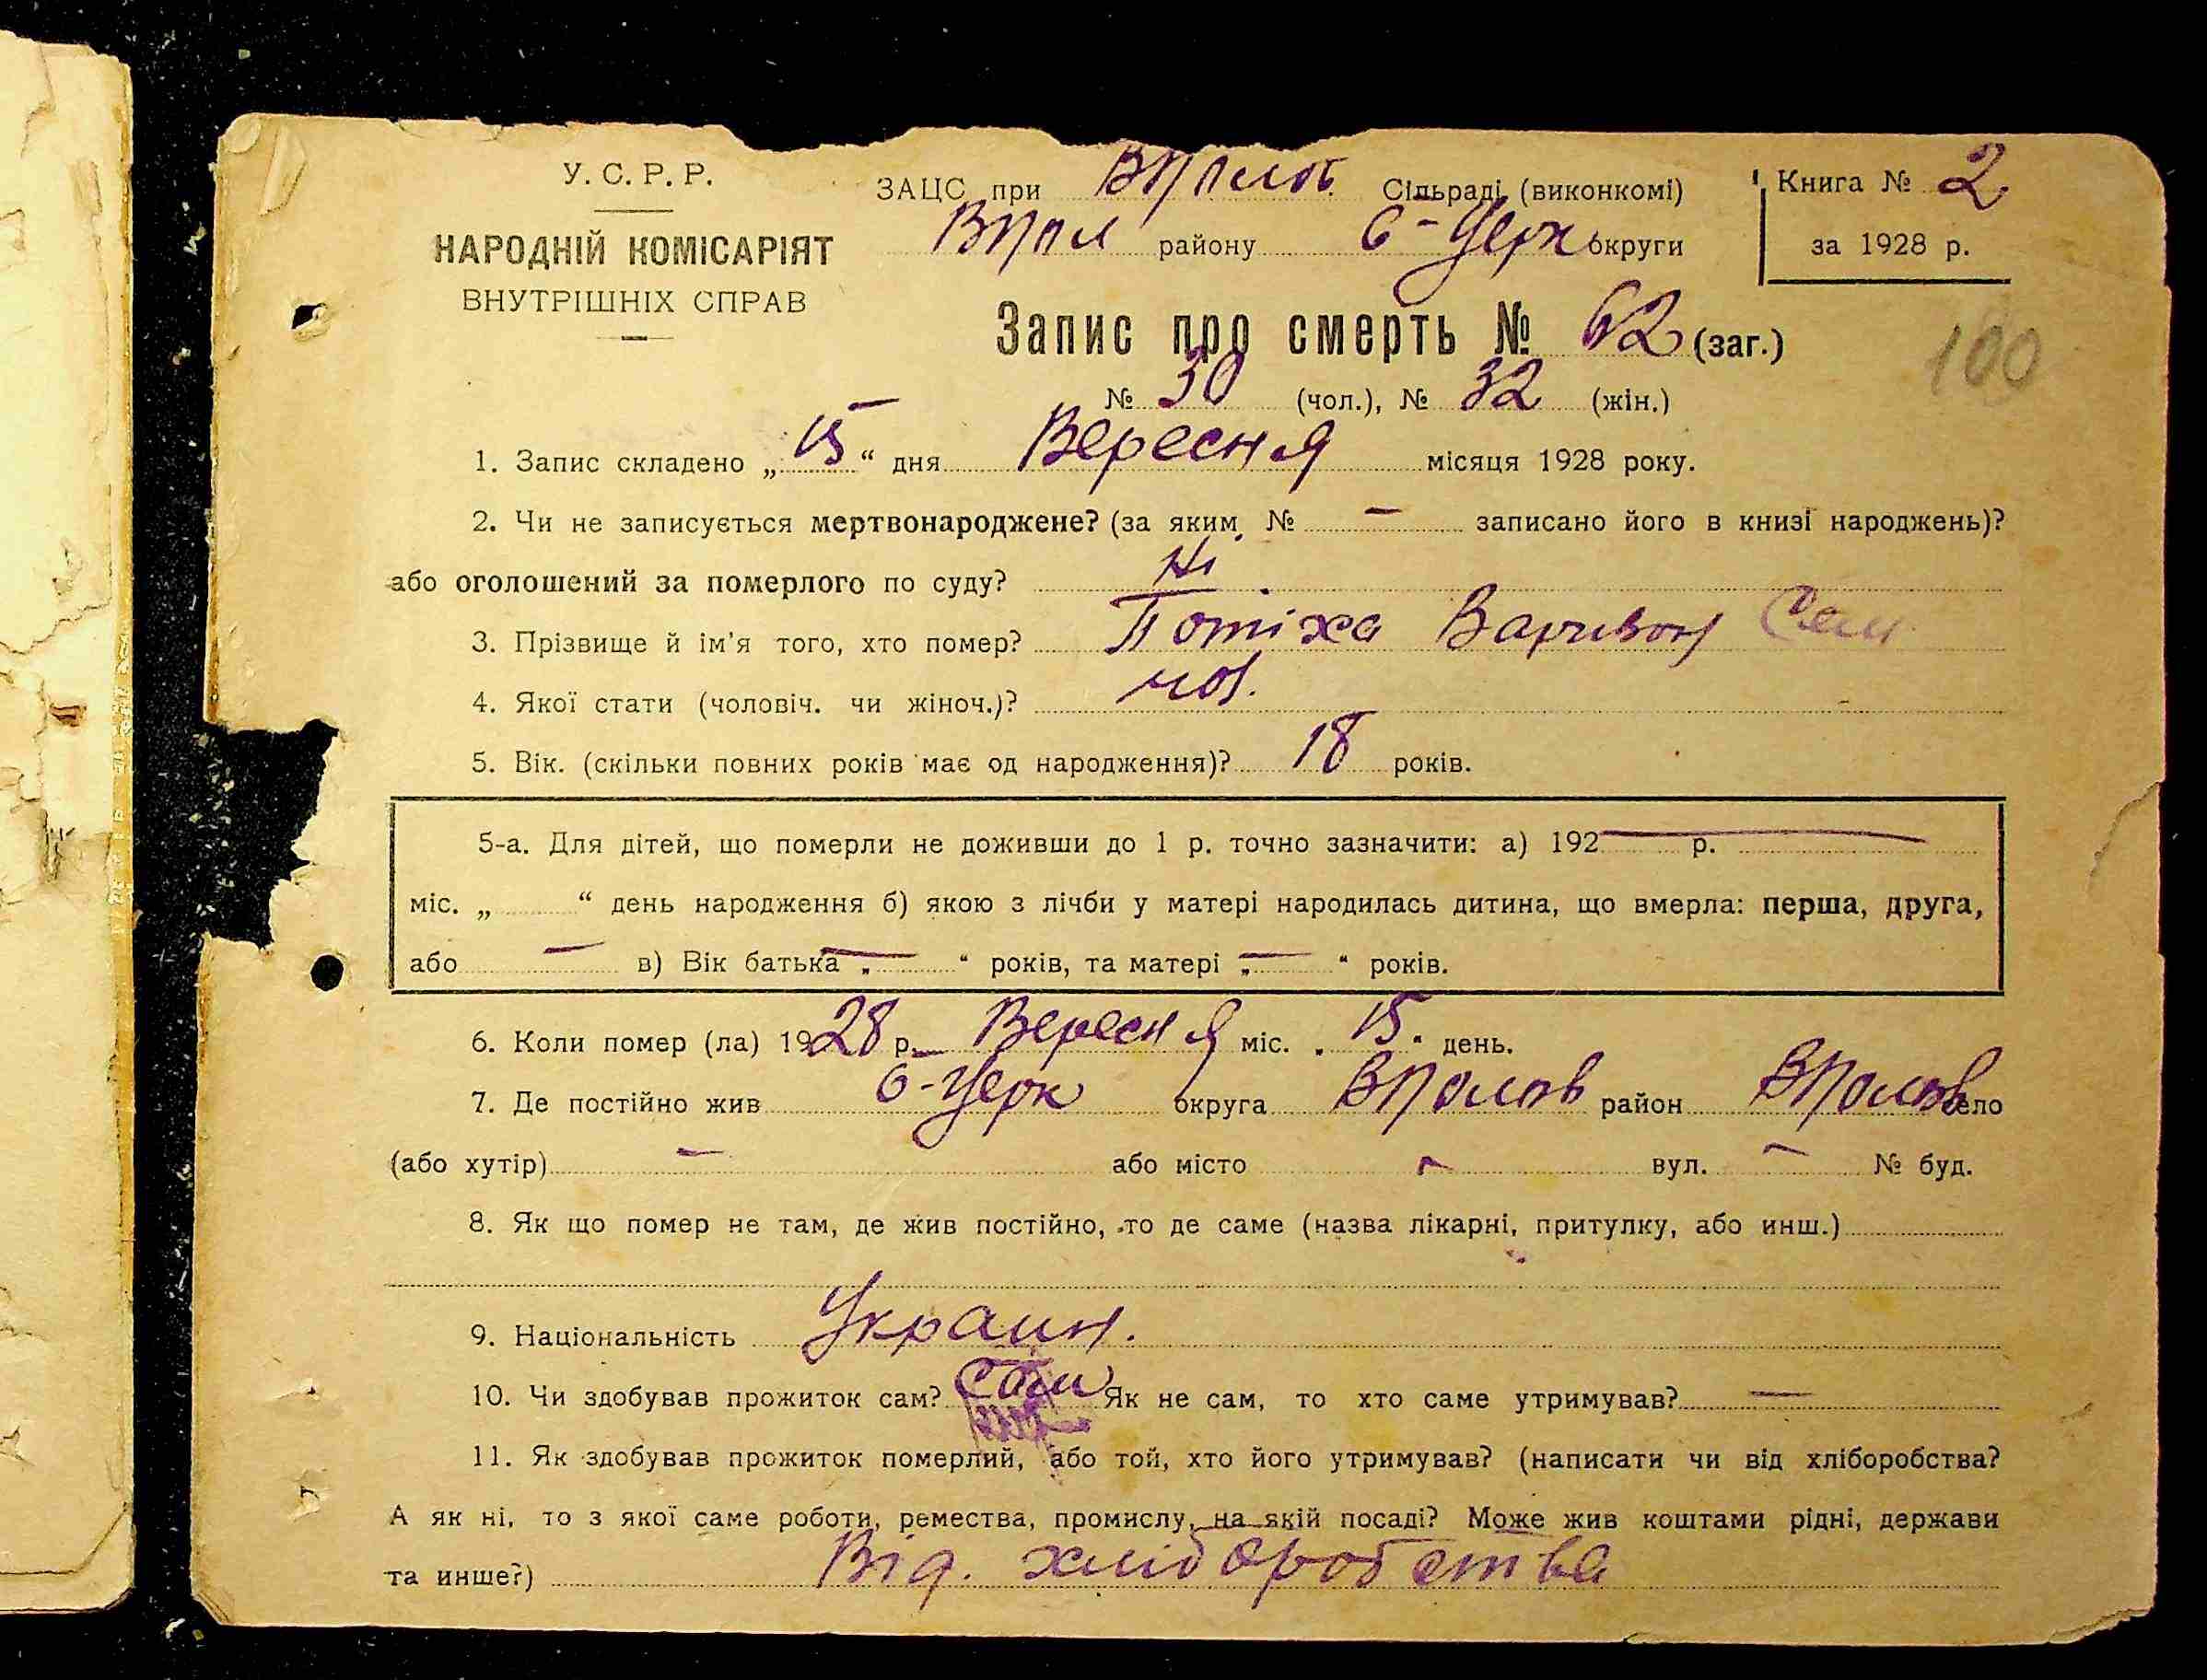 У. С. Р. Р.
НАРОДНІЙ КОМІСАРІЯТ
ВНУТРІШНІХ СПРАВ
ЗАЦС при Сільраді (виконкомі)
ВПол району Б-Церк округи
Книга № 2
за 1928 р.
Запис про смерть № 62 (заг.)
100
№ 30 (чол.), № 32 (жін.)
1. Запис складено „15“ дня Вересня місяця 1928 року.
2. Чи не записується мертвонароджене? (за яким № – записано його в книзі народжень)?
або оголошений за померлого по суду? Ні
3. Прізвище й ім'я того, хто помер? Потіха Варивон Сем
4. Якої стати (чоловіч. чи жіноч.)? чол.
5. Вік. (скільки повних років має од народження)? 18 років.
5-а. Для дітей, що померли не доживши до 1 р. точно зазначити: а) 192 — р.
міс. „ “ день народження б) якою з лічби у матері народилась дитина, що вмерла: перша, друга,
або — в) Вік батька „—“ років, та матері „—“ років.
6. Коли помер (ла) 1928 р. Вересня міс. „15“ день.
7. Де постійно жив Б-Церк округа ВПолов район ВПолов село
(або хутір) – або місто – вул. – № буд.
8. Як що помер не там, де жив постійно, то де саме (назва лікарні, притулку, або инш.)
9. Національність Украин.
10. Чи здобував прожиток сам? Сам Як не сам, то хто саме утримував? —
11. Як здобував прожиток померлий, або той, хто його утримував? (написати чи від хліборобства?
А як ні, то з якої саме роботи, ремества, промислу, на якій посаді? Може жив коштами рідні, держави
та инше?) Від. хліборобства